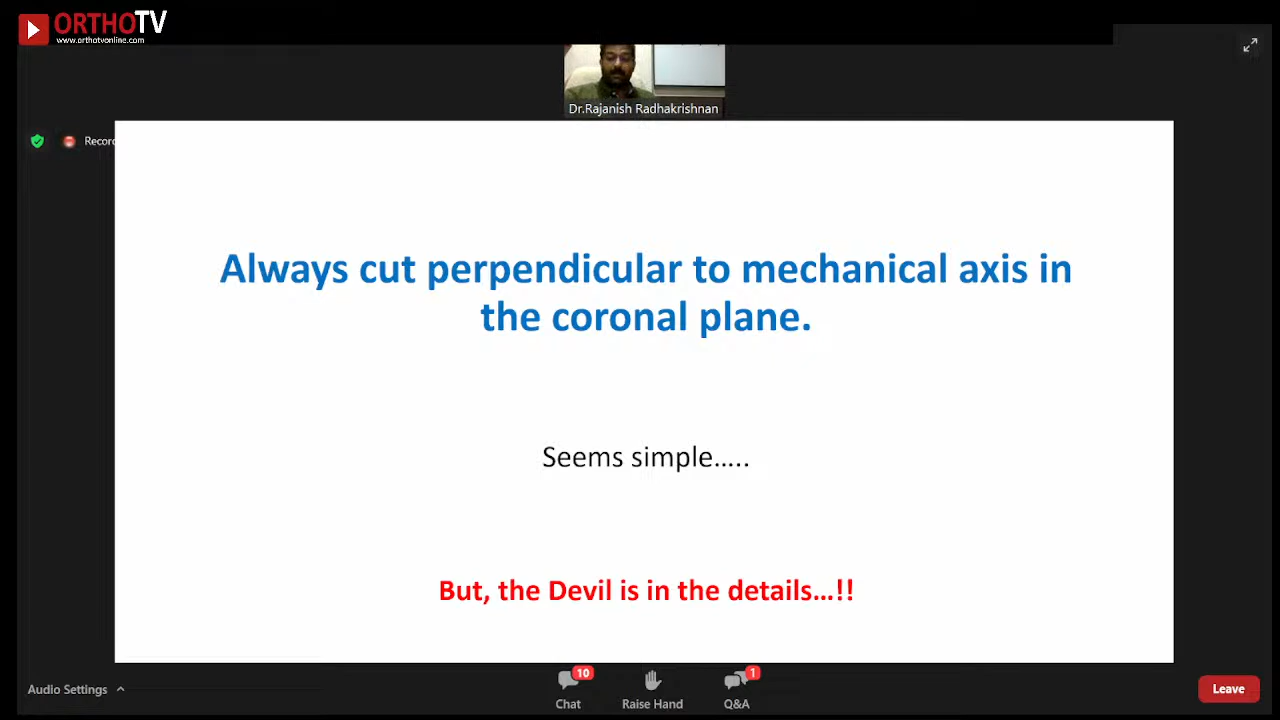 ORTHOTV
www.orthotvonline.com
Dr.Rajanish Radhakrishnan
Recor
Always cut perpendicular to mechanical axis in
the coronal plane.
Seems simple…..
But, the Devil is in the details…!!
Audio Settings
10
Chat
Raise Hand
1
Q&A
Leave